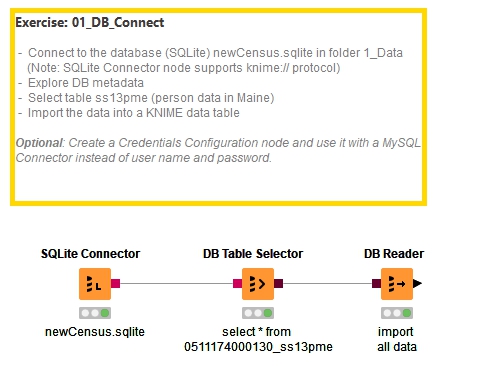 Exercise: 01_DB_Connect
- Connect to the database (SQLite) newCensus.sqlite in folder 1_Data
(Note: SQLite Connector node supports knime:// protocol)
- Explore DB metadata
- Select table ss13pme (person data in Maine)
- Import the data into a KNIME data table
Optional: Create a Credentials Configuration node and use it with a MySQL
Connector instead of user name and password.
SQLite Connector
DB Table Selector
DB Reader
L
newCensus.sqlite
select * from
0511174000130_ss13pme
import
all data